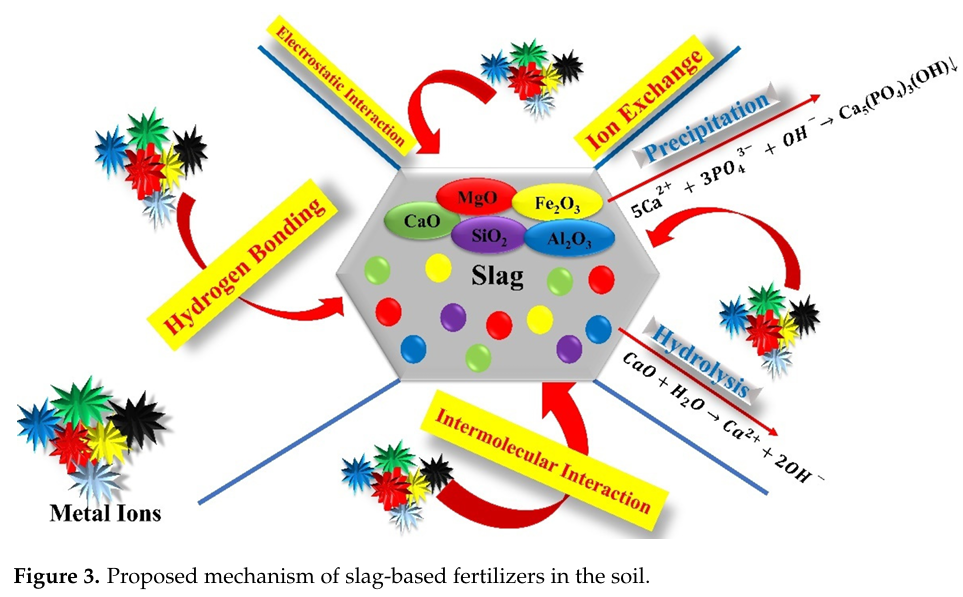 Electrostatic Interaction
Ion Exchange
Precipitation
5Ca²⁺ + 3PO₄³⁻ + OH⁻ → Ca₅(PO₄)₃(OH)↓
Hydrogen Bonding
MgO
Fe₂O₃
CaO
SiO₂
Al₂O₃
Slag
Hydrolysis
CaO + H₂O → Ca²⁺ + 2OH⁻
Intermolecular Interaction
Metal Ions
Figure 3. Proposed mechanism of slag-based fertilizers in the soil.